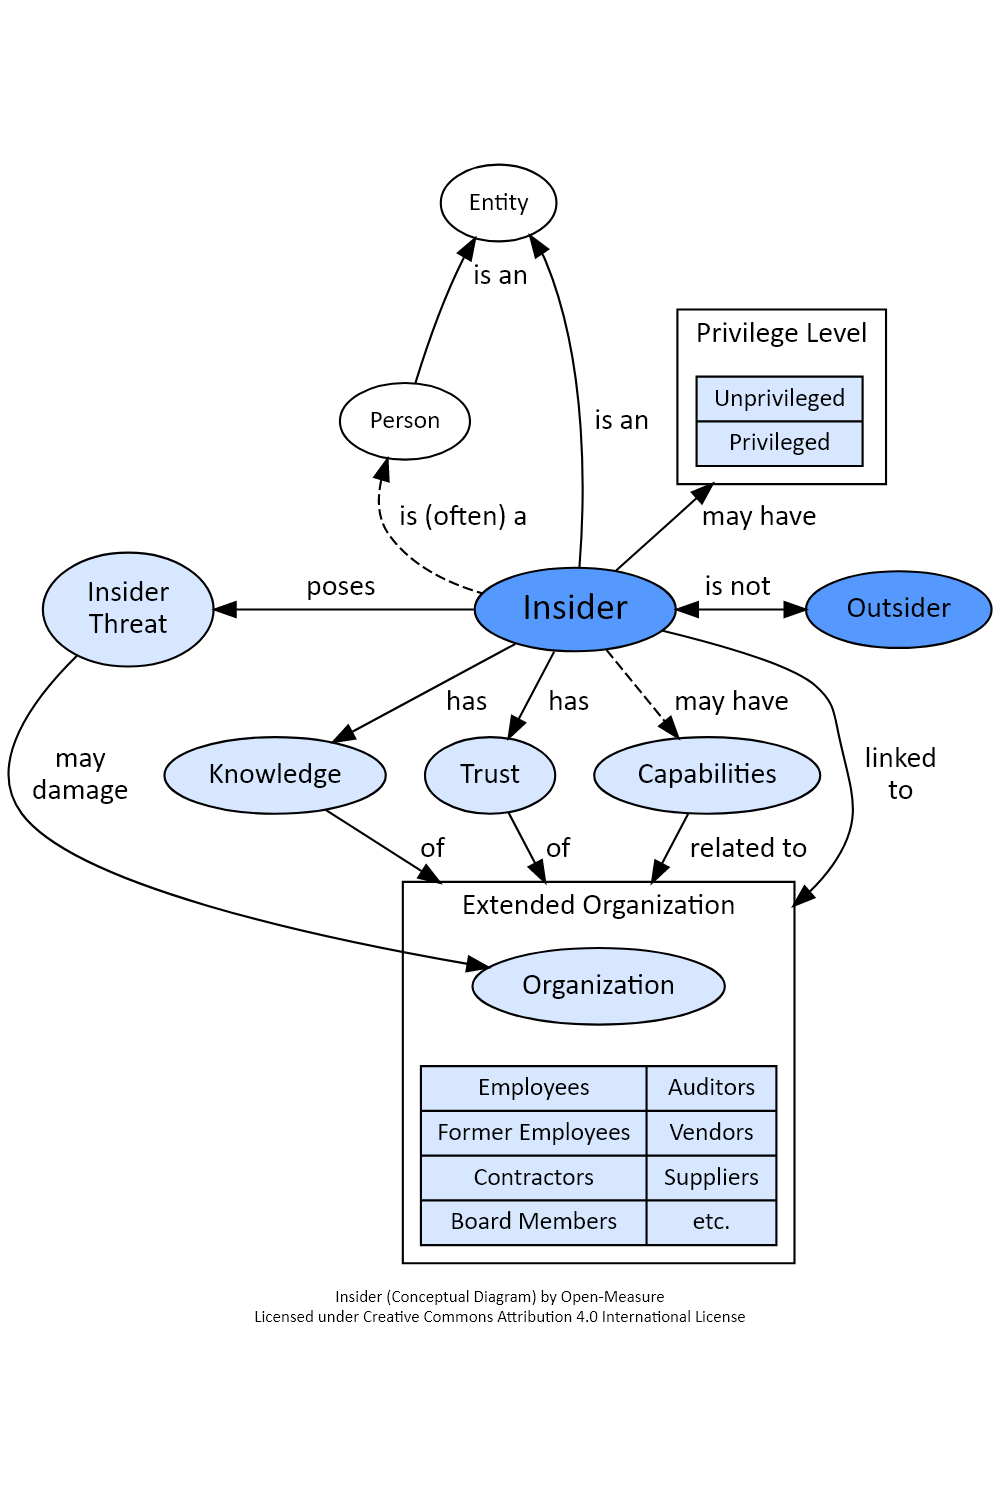 Entity
is an
Privilege Level
Unprivileged
Privileged
Person
is an
is (often) a
may have
Insider
Threat
poses
Insider
is not
Outsider
has
has
may have
may
damage
Knowledge
Trust
Capabilities
linked
to
of
of
related to
Extended Organization
Organization
Employees
Auditors
Former Employees
Vendors
Contractors
Suppliers
Board Members
etc.
Insider (Conceptual Diagram) by Open-Measure
Licensed under Creative Commons Attribution 4.0 International License